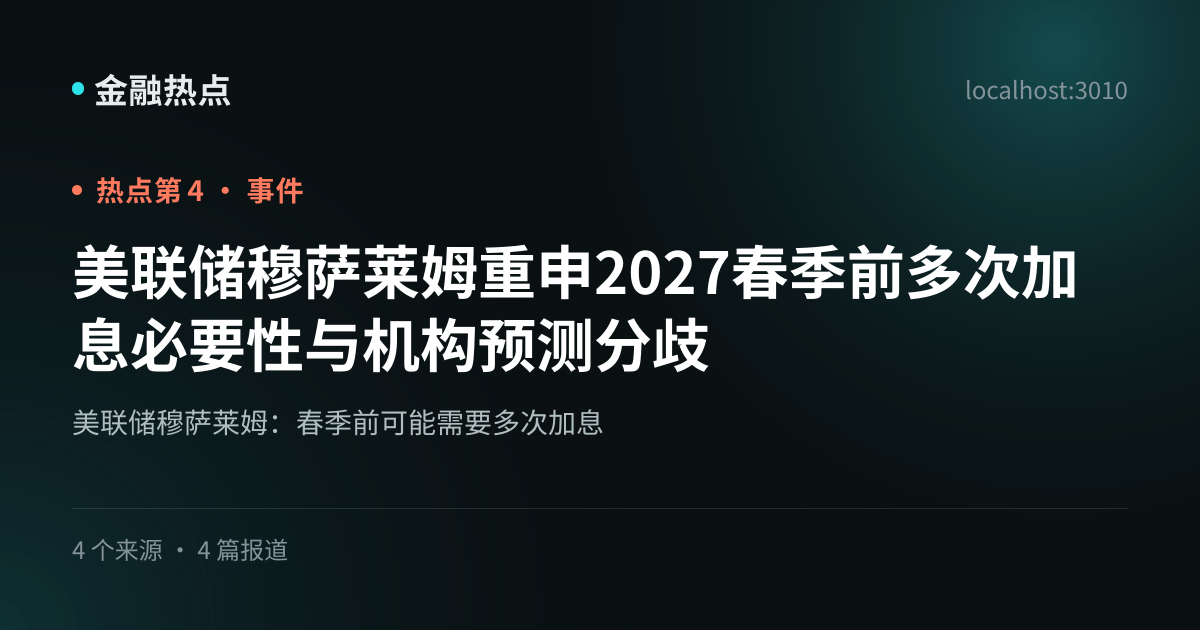 金融热点
localhost:3010
热点第 4 · 事件
美联储穆萨莱姆重申2027春季前多次加
息必要性与机构预测分歧
美联储穆萨莱姆：春季前可能需要多次加息
4 个来源 · 4 篇报道